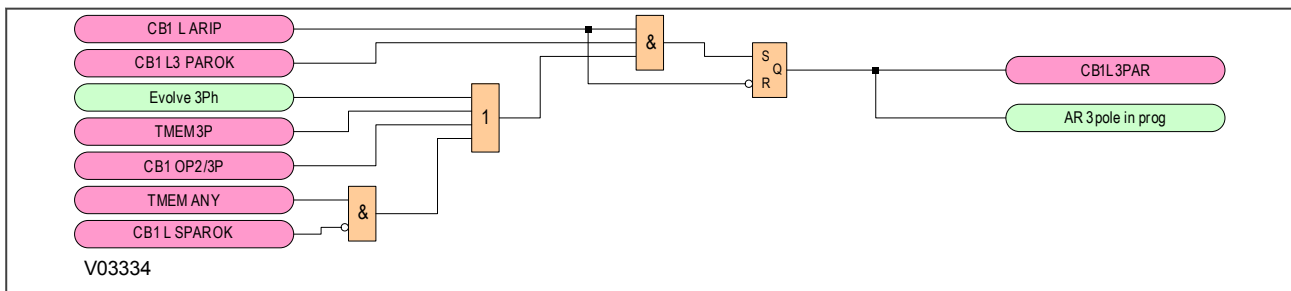 CB1 L ARIP
CB1 L3 PAROK
Evolve 3Ph
TMEM3P
CB1 OP2/3P
TMEM ANY
CB1 L SPAROK
&
1
&
S
Q
R
CB1L3PAR
AR 3pole in prog
V03334